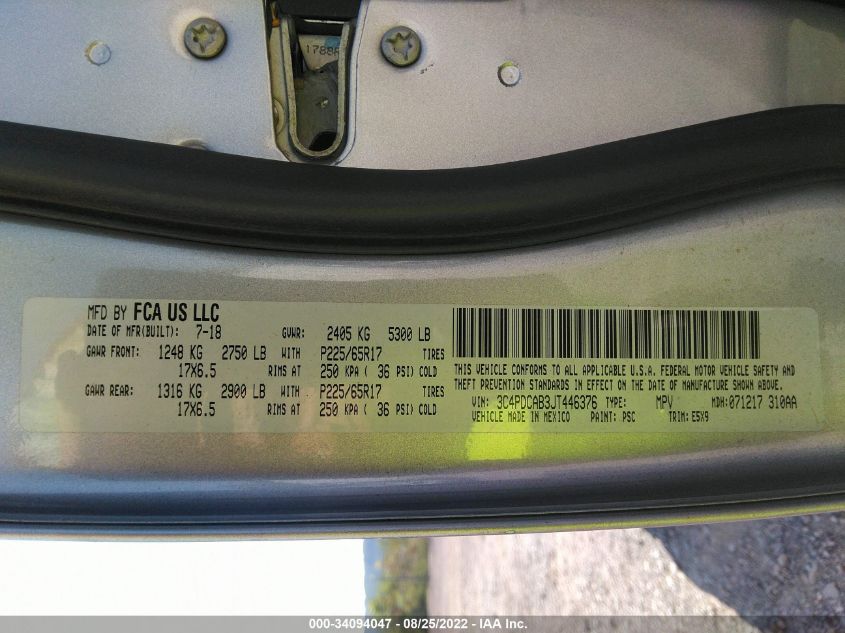 1788A
MFD BY FCA US LLC
DATE OF MFR(BUILT): 7-18 GVWR: 2405 KG 5300 LB
GAWR FRONT: 1248 KG 2750 LB WITH P225/65R17 TIRES
17X6.5 RIMS AT 250 KPA ( 36 PSI) COLD
GAWR REAR: 1316 KG 2900 LB WITH P225/65R17 TIRES
17X6.5 RIMS AT 250 KPA ( 36 PSI) COLD
THIS VEHICLE CONFORMS TO ALL APPLICABLE U.S.A. FEDERAL MOTOR VEHICLE SAFETY AND
THEFT PREVENTION STANDARDS IN EFFECT ON THE DATE OF MANUFACTURE SHOWN ABOVE.
VIN: 3C4PDCAB3JT446376 TYPE: MPV MDH: 071217 310AA
VEHICLE MADE IN MEXICO PAINT: PSC TRIM: E5X9
000-34094047 - 08/25/2022 - IAA Inc.